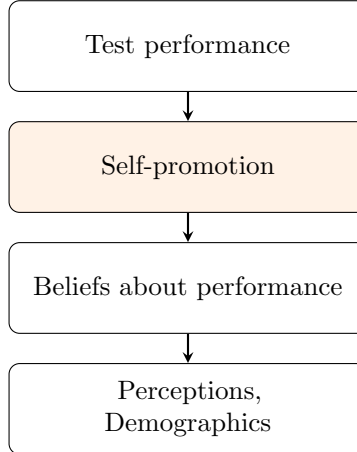 Test performance
Self-promotion
Beliefs about performance
Perceptions,
Demographics